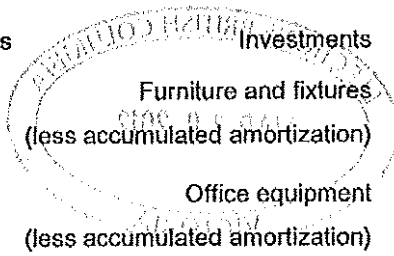 s Investments
Furniture and fixtures
(less accumulated amortization)
Office equipment
(less accumulated amortization)